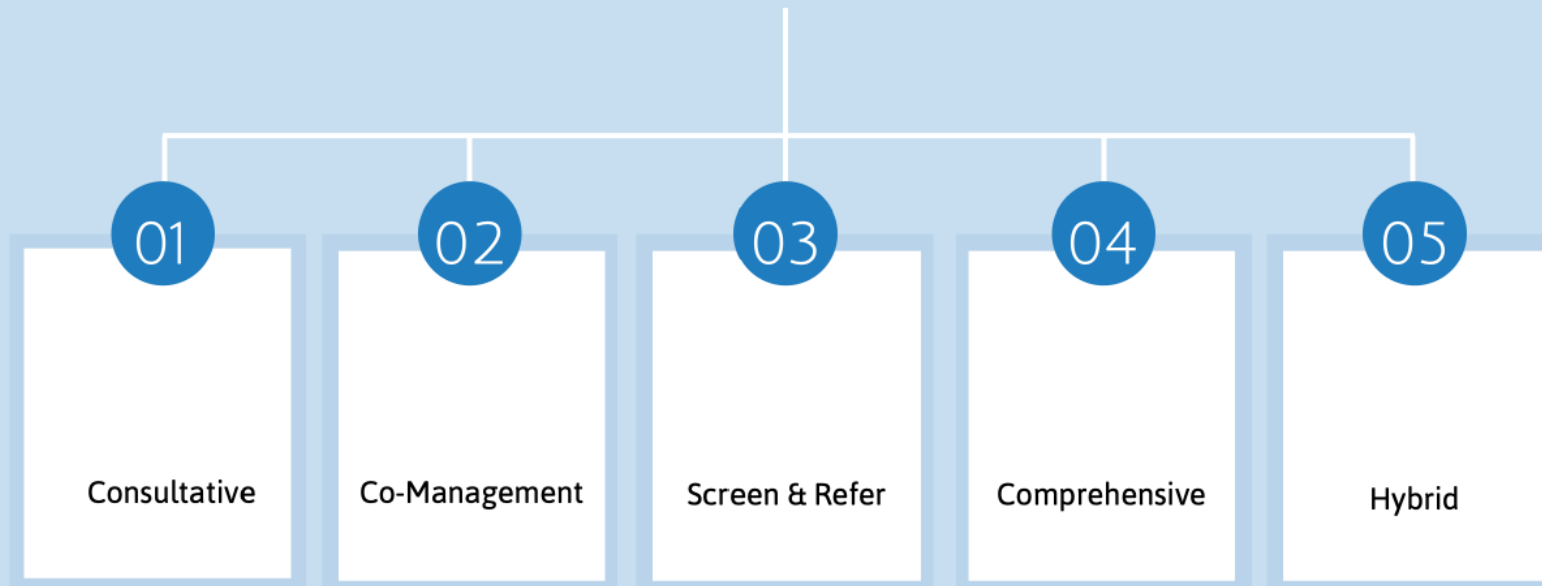 01
Consultative
02
Co-Management
03
Screen & Refer
04
Comprehensive
05
Hybrid